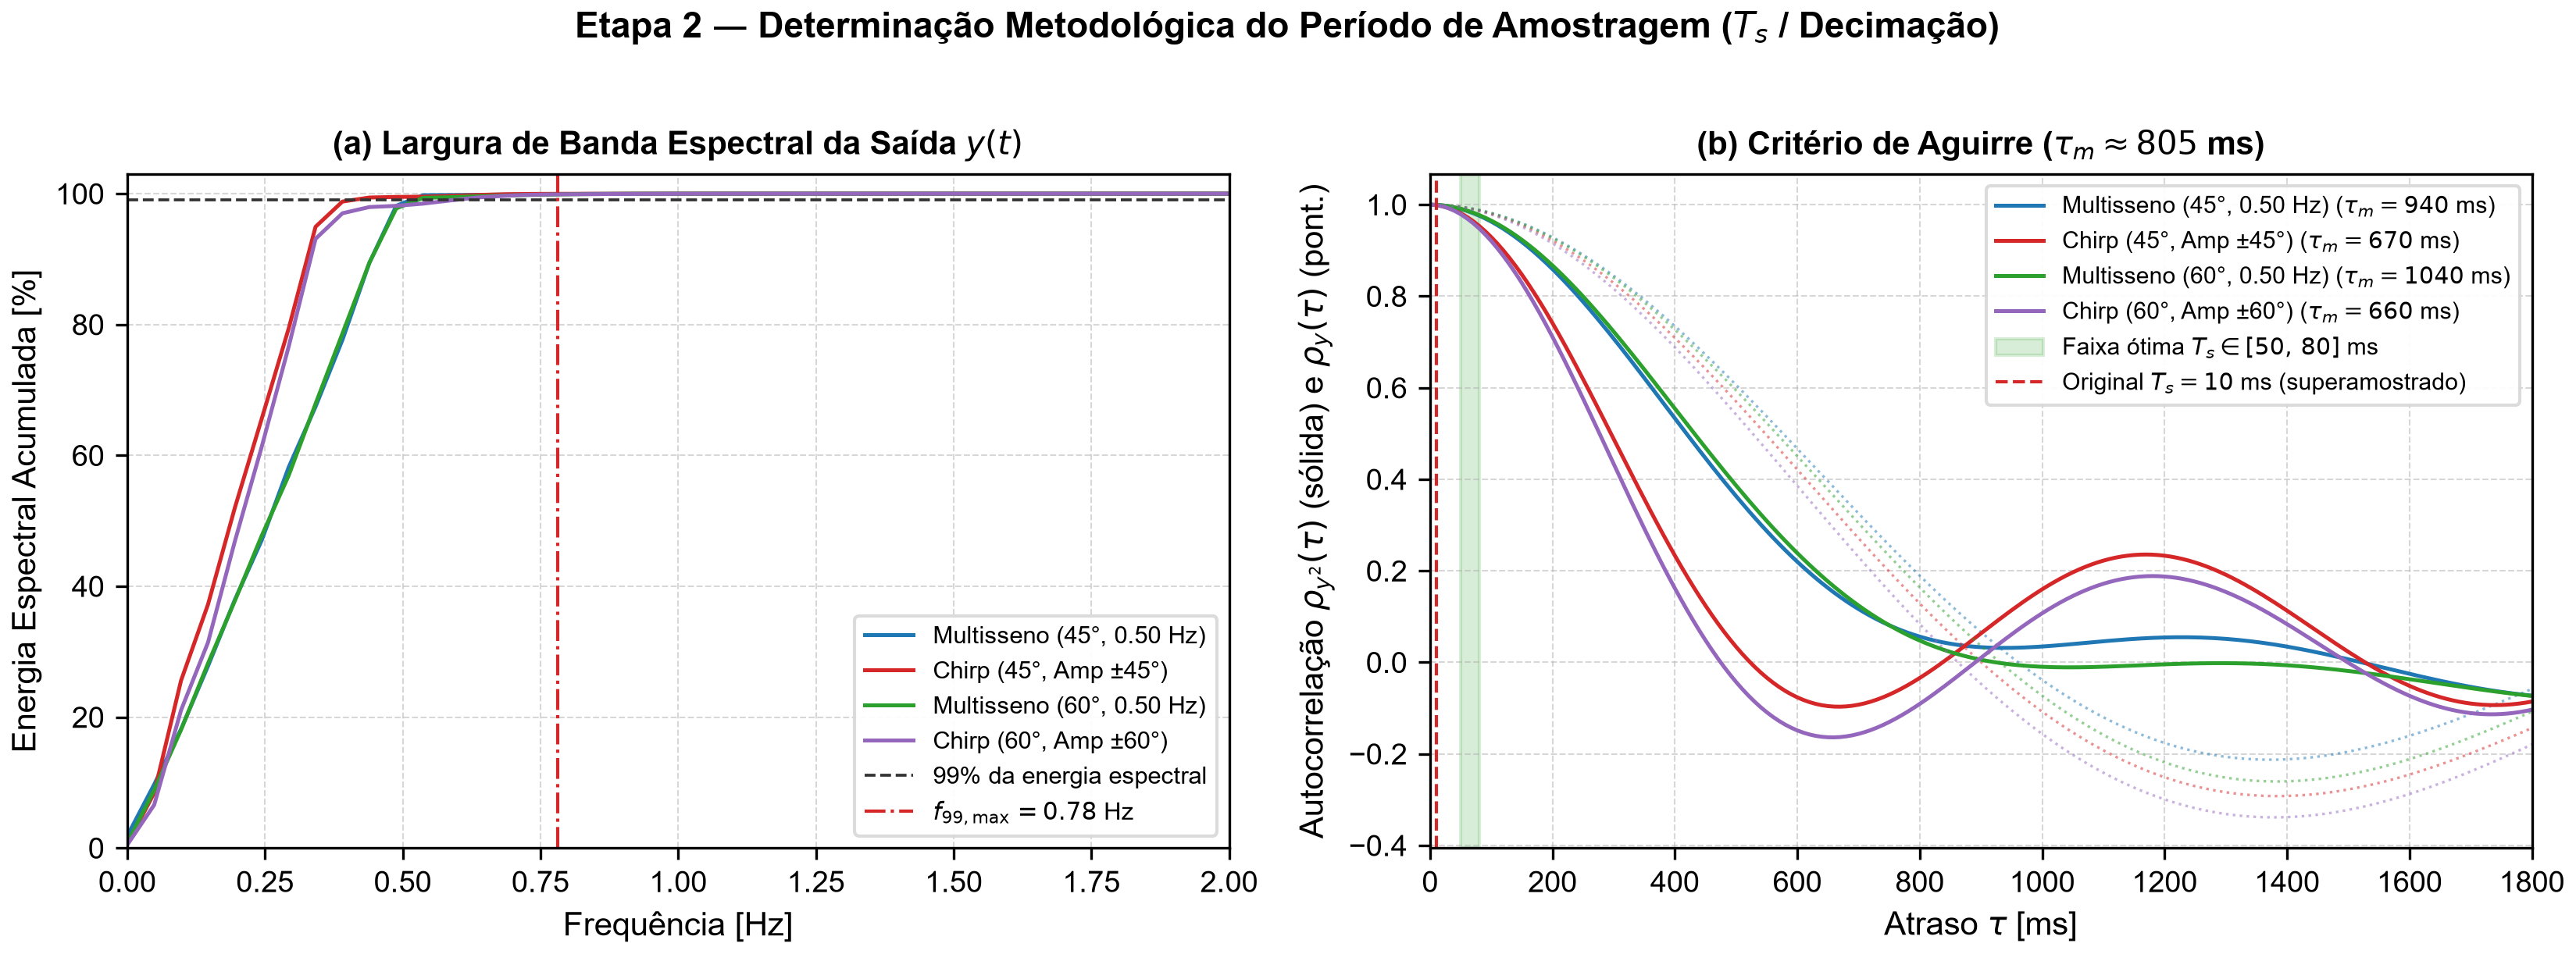 Etapa 2 — Determinação Metodológica do Período de Amostragem (Ts / Decimação)
(a) Largura de Banda Espectral da Saída y(t)
Energia Espectral Acumulada [%]
100
80
60
40
20
0
0.00 0.25 0.50 0.75 1.00 1.25 1.50 1.75 2.00
Frequência [Hz]
Multisseno (45°, 0.50 Hz)
Chirp (45°, Amp ±45°)
Multisseno (60°, 0.50 Hz)
Chirp (60°, Amp ±60°)
99% da energia espectral
f99,max = 0.78 Hz
(b) Critério de Aguirre (τm ≈ 805 ms)
Autocorrelação ρy²(τ) (sólida) e ρy(τ) (pont.)
1.0
0.8
0.6
0.4
0.2
0.0
−0.2
−0.4
0 200 400 600 800 1000 1200 1400 1600 1800
Atraso τ [ms]
Multisseno (45°, 0.50 Hz) (τm = 940 ms)
Chirp (45°, Amp ±45°) (τm = 670 ms)
Multisseno (60°, 0.50 Hz) (τm = 1040 ms)
Chirp (60°, Amp ±60°) (τm = 660 ms)
Faixa ótima Ts ∈ [50, 80] ms
Original Ts = 10 ms (superamostrado)